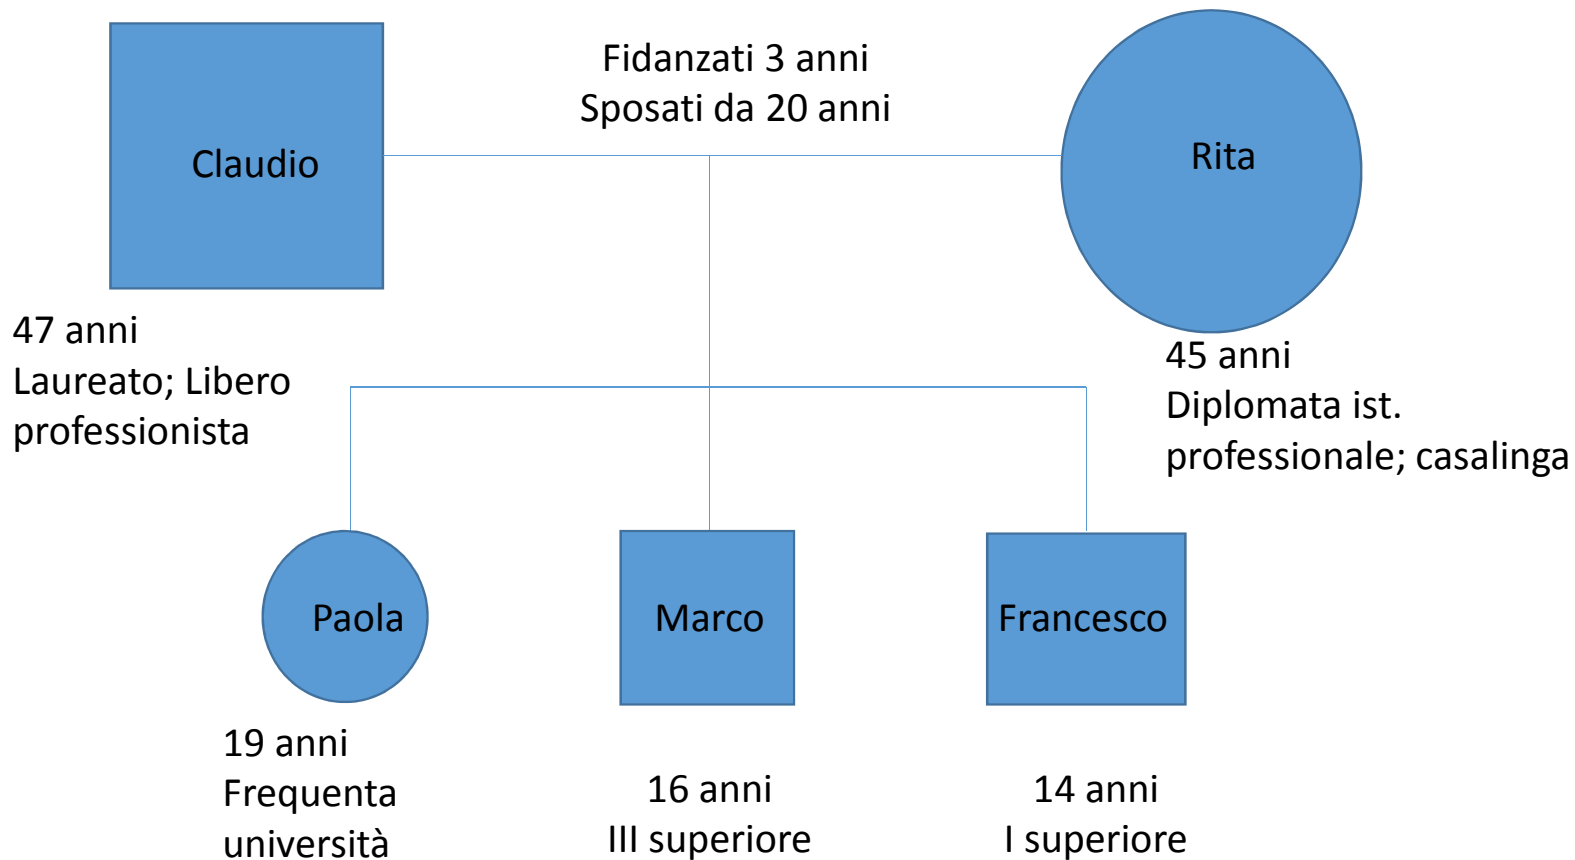 Fidanzati 3 anni
Sposati da 20 anni
Claudio
Rita
47 anni
Laureato; Libero
professionista
45 anni
Diplomata ist.
professionale; casalinga
Paola
Marco
Francesco
19 anni
Frequenta
università
16 anni
III superiore
14 anni
I superiore